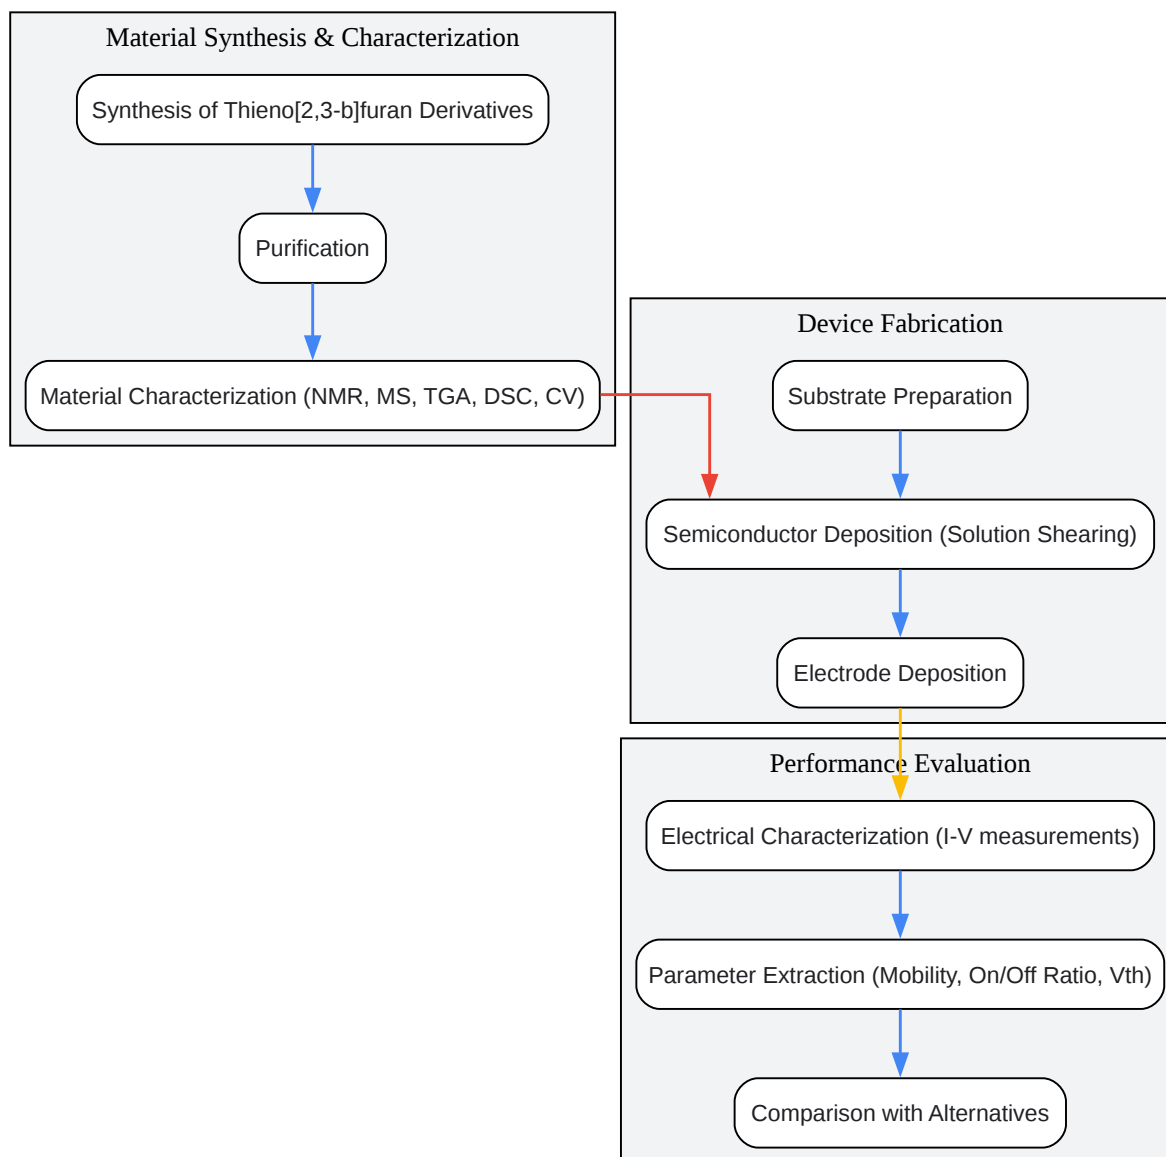 Material Synthesis & Characterization
Synthesis of Thieno[2,3-b]furan Derivatives
Purification
Material Characterization (NMR, MS, TGA, DSC, CV)
Device Fabrication
Substrate Preparation
Semiconductor Deposition (Solution Shearing)
Electrode Deposition
Performance Evaluation
Electrical Characterization (I-V measurements)
Parameter Extraction (Mobility, On/Off Ratio, Vth)
Comparison with Alternatives